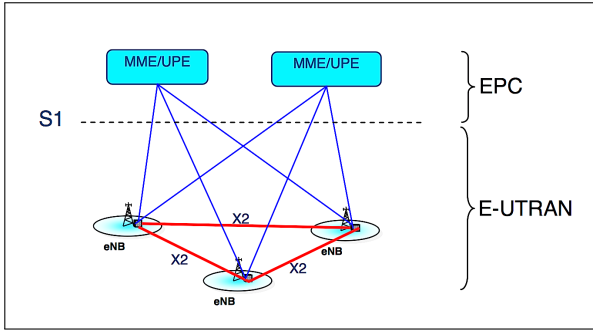 MME/UPE
MME/UPE
EPC
S1
E-UTRAN
X2
eNB
eNB
X2
X2
eNB